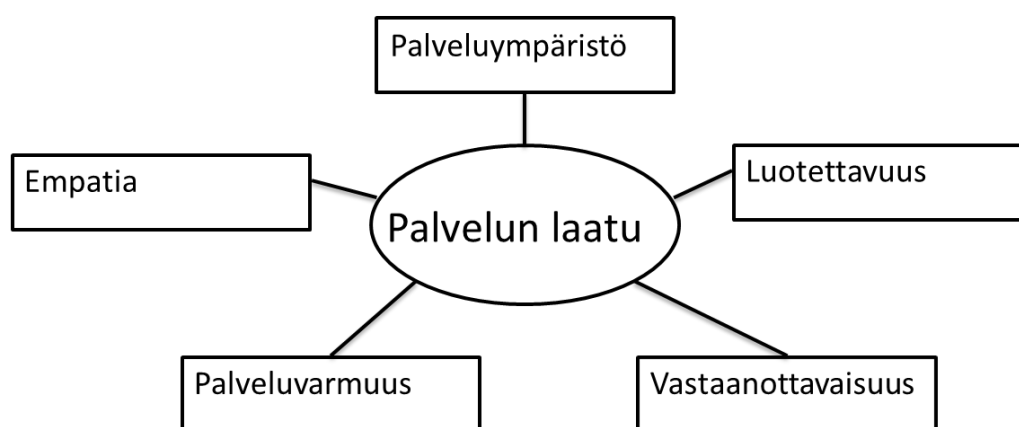 Palveluympäristö
Empatia
Luotettavuus
Palvelun laatu
Palveluvarmuus
Vastaanottavaisuus